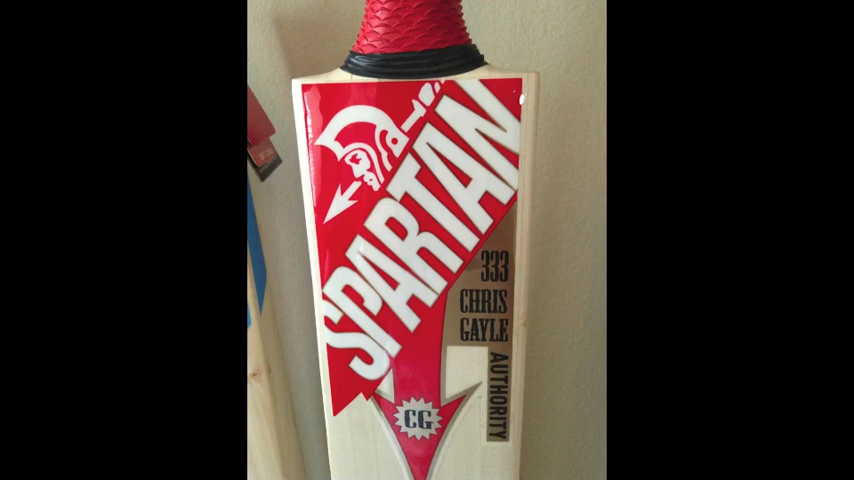 SPARTAN
333
CHRIS
GAYLE
AUTHORITY
CG